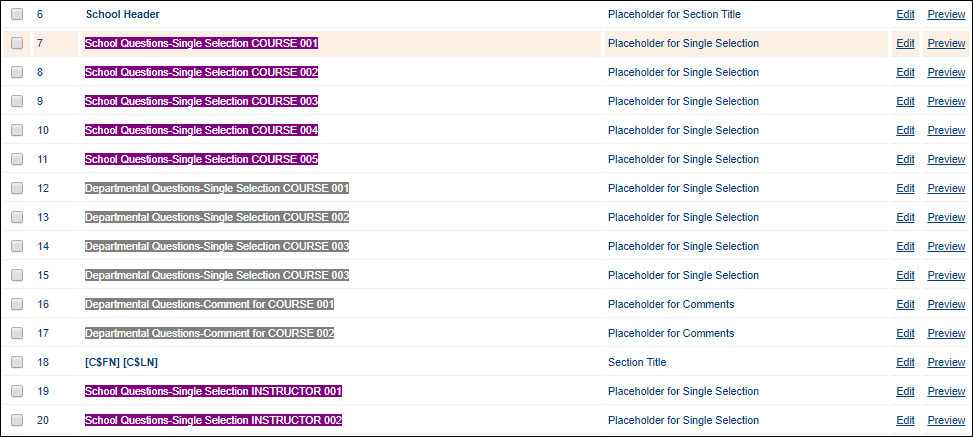 6 School Header Placeholder for Section Title Edit Preview
7 School Questions-Single Selection COURSE 001 Placeholder for Single Selection Edit Preview
8 School Questions-Single Selection COURSE 002 Placeholder for Single Selection Edit Preview
9 School Questions-Single Selection COURSE 003 Placeholder for Single Selection Edit Preview
10 School Questions-Single Selection COURSE 004 Placeholder for Single Selection Edit Preview
11 School Questions-Single Selection COURSE 005 Placeholder for Single Selection Edit Preview
12 Departmental Questions-Single Selection COURSE 001 Placeholder for Single Selection Edit Preview
13 Departmental Questions-Single Selection COURSE 002 Placeholder for Single Selection Edit Preview
14 Departmental Questions-Single Selection COURSE 003 Placeholder for Single Selection Edit Preview
15 Departmental Questions-Single Selection COURSE 003 Placeholder for Single Selection Edit Preview
16 Departmental Questions-Comment for COURSE 001 Placeholder for Comments Edit Preview
17 Departmental Questions-Comment for COURSE 002 Placeholder for Comments Edit Preview
18 [C$FN] [C$LN] Section Title Edit Preview
19 School Questions-Single Selection INSTRUCTOR 001 Placeholder for Single Selection Edit Preview
20 School Questions-Single Selection INSTRUCTOR 002 Placeholder for Single Selection Edit Preview